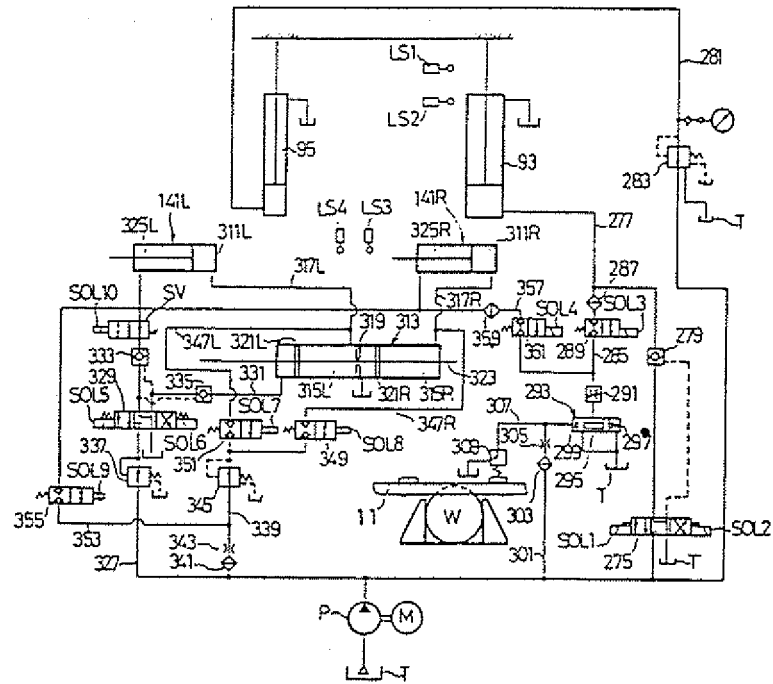 LS1
281
LS2
95
93
283
T
LS4
LS3
141L
141R
325L
311L
325R
311R
277
317L
287
SOL10
SV
317R
357
SOL4
SOL3
347L
321L
319
313
359
279
333
361
289
285
329
335
331
323
291
SOL5
315L
321R
315R
293
SOL7
307
305
297
SOL6
347R
299
337
SOL8
309
295
T
SOL9
351
349
345
303
355
11
W
339
301
SOL1
275
SOL2
353
343
T
327
341
P
M
T